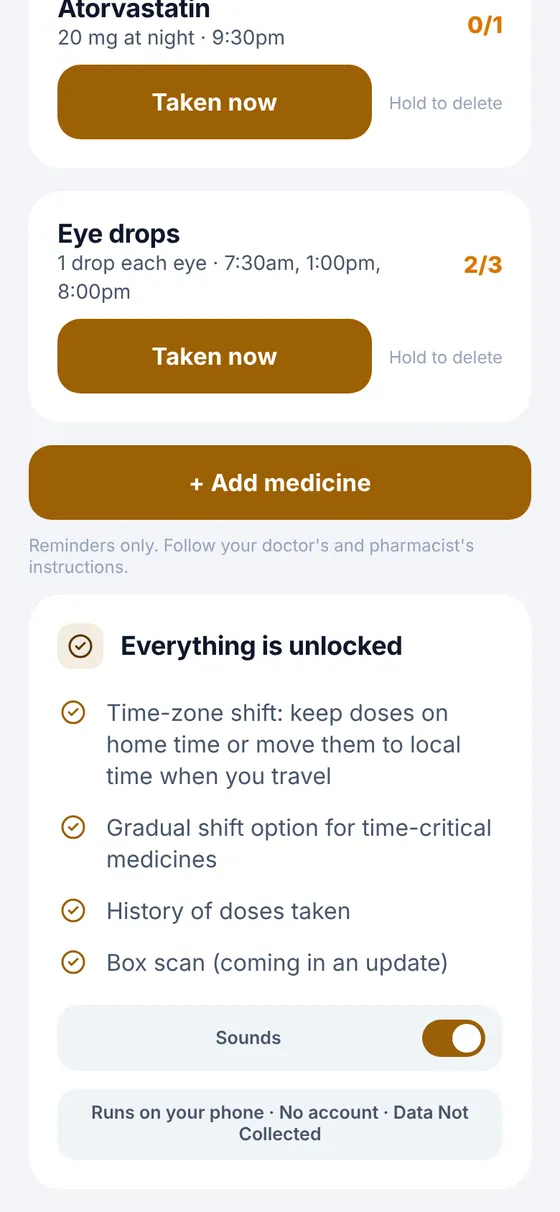 Atorvastatin
20 mg at night · 9:30pm
0/1
Taken now
Hold to delete
Eye drops
1 drop each eye · 7:30am, 1:00pm,
8:00pm
2/3
Taken now
Hold to delete
+ Add medicine
Reminders only. Follow your doctor's and pharmacist's
instructions.
Everything is unlocked
Time-zone shift: keep doses on
home time or move them to local
time when you travel
Gradual shift option for time-critical
medicines
History of doses taken
Box scan (coming in an update)
Sounds
Runs on your phone · No account · Data Not
Collected